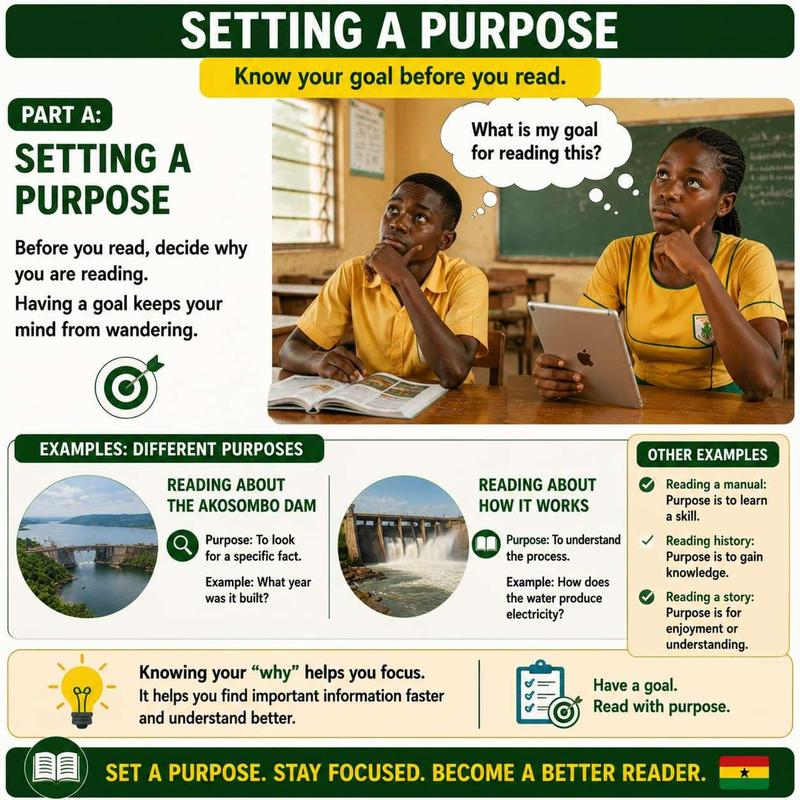 SETTING A PURPOSE
Know your goal before you read.
PART A:
SETTING A
PURPOSE
Before you read, decide why
you are reading.
Having a goal keeps your
mind from wandering.
What is my goal
for reading this?
EXAMPLES: DIFFERENT PURPOSES
READING ABOUT
THE AKOSOMBO DAM
Purpose: To look
for a specific fact.
Example: What year
was it built?
READING ABOUT
HOW IT WORKS
Purpose: To understand
the process.
Example: How does
the water produce
electricity?
OTHER EXAMPLES
Reading a manual:
Purpose is to learn
a skill.
Reading history:
Purpose is to gain
knowledge.
Reading a story:
Purpose is for
enjoyment or
understanding.
Knowing your “why” helps you focus.
It helps you find important information faster
and understand better.
Have a goal.
Read with purpose.
SET A PURPOSE. STAY FOCUSED. BECOME A BETTER READER.